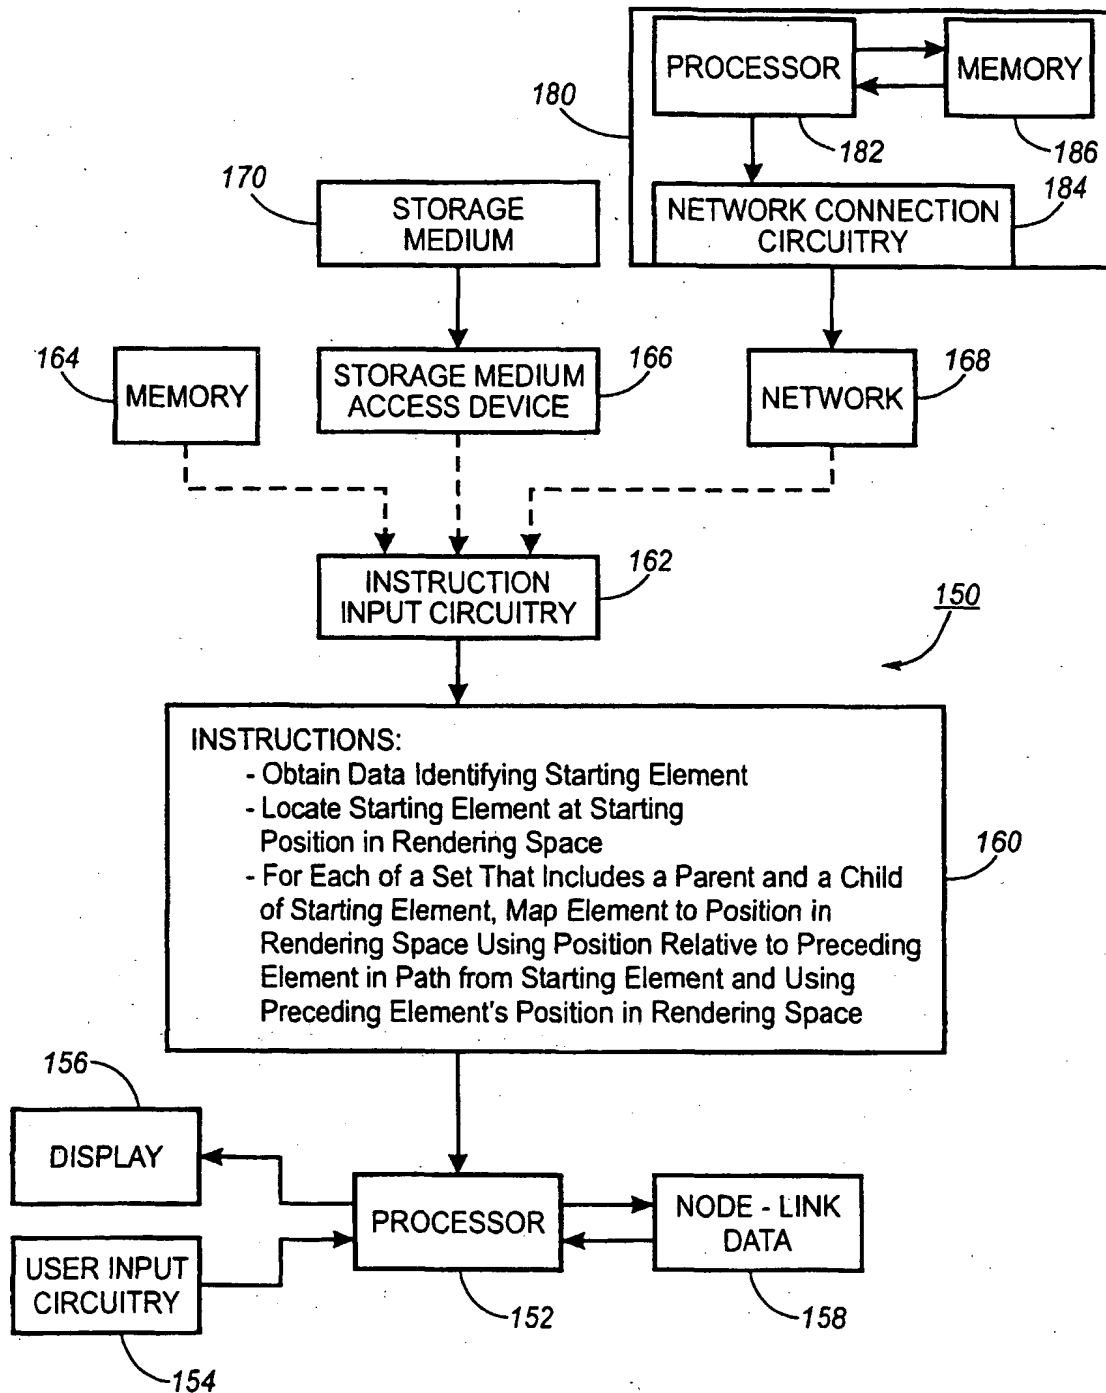 PROCESSOR
MEMORY
180
182
186
170
STORAGE
MEDIUM
NETWORK CONNECTION
CIRCUITRY
184
164
MEMORY
STORAGE MEDIUM
ACCESS DEVICE
166
NETWORK
168
INSTRUCTION
INPUT CIRCUITRY
162
150
INSTRUCTIONS:
- Obtain Data Identifying Starting Element
- Locate Starting Element at Starting
Position in Rendering Space
- For Each of a Set That Includes a Parent and a Child
of Starting Element, Map Element to Position in
Rendering Space Using Position Relative to Preceding
Element in Path from Starting Element and Using
Preceding Element's Position in Rendering Space
160
156
DISPLAY
PROCESSOR
NODE - LINK
DATA
USER INPUT
CIRCUITRY
152
158
154